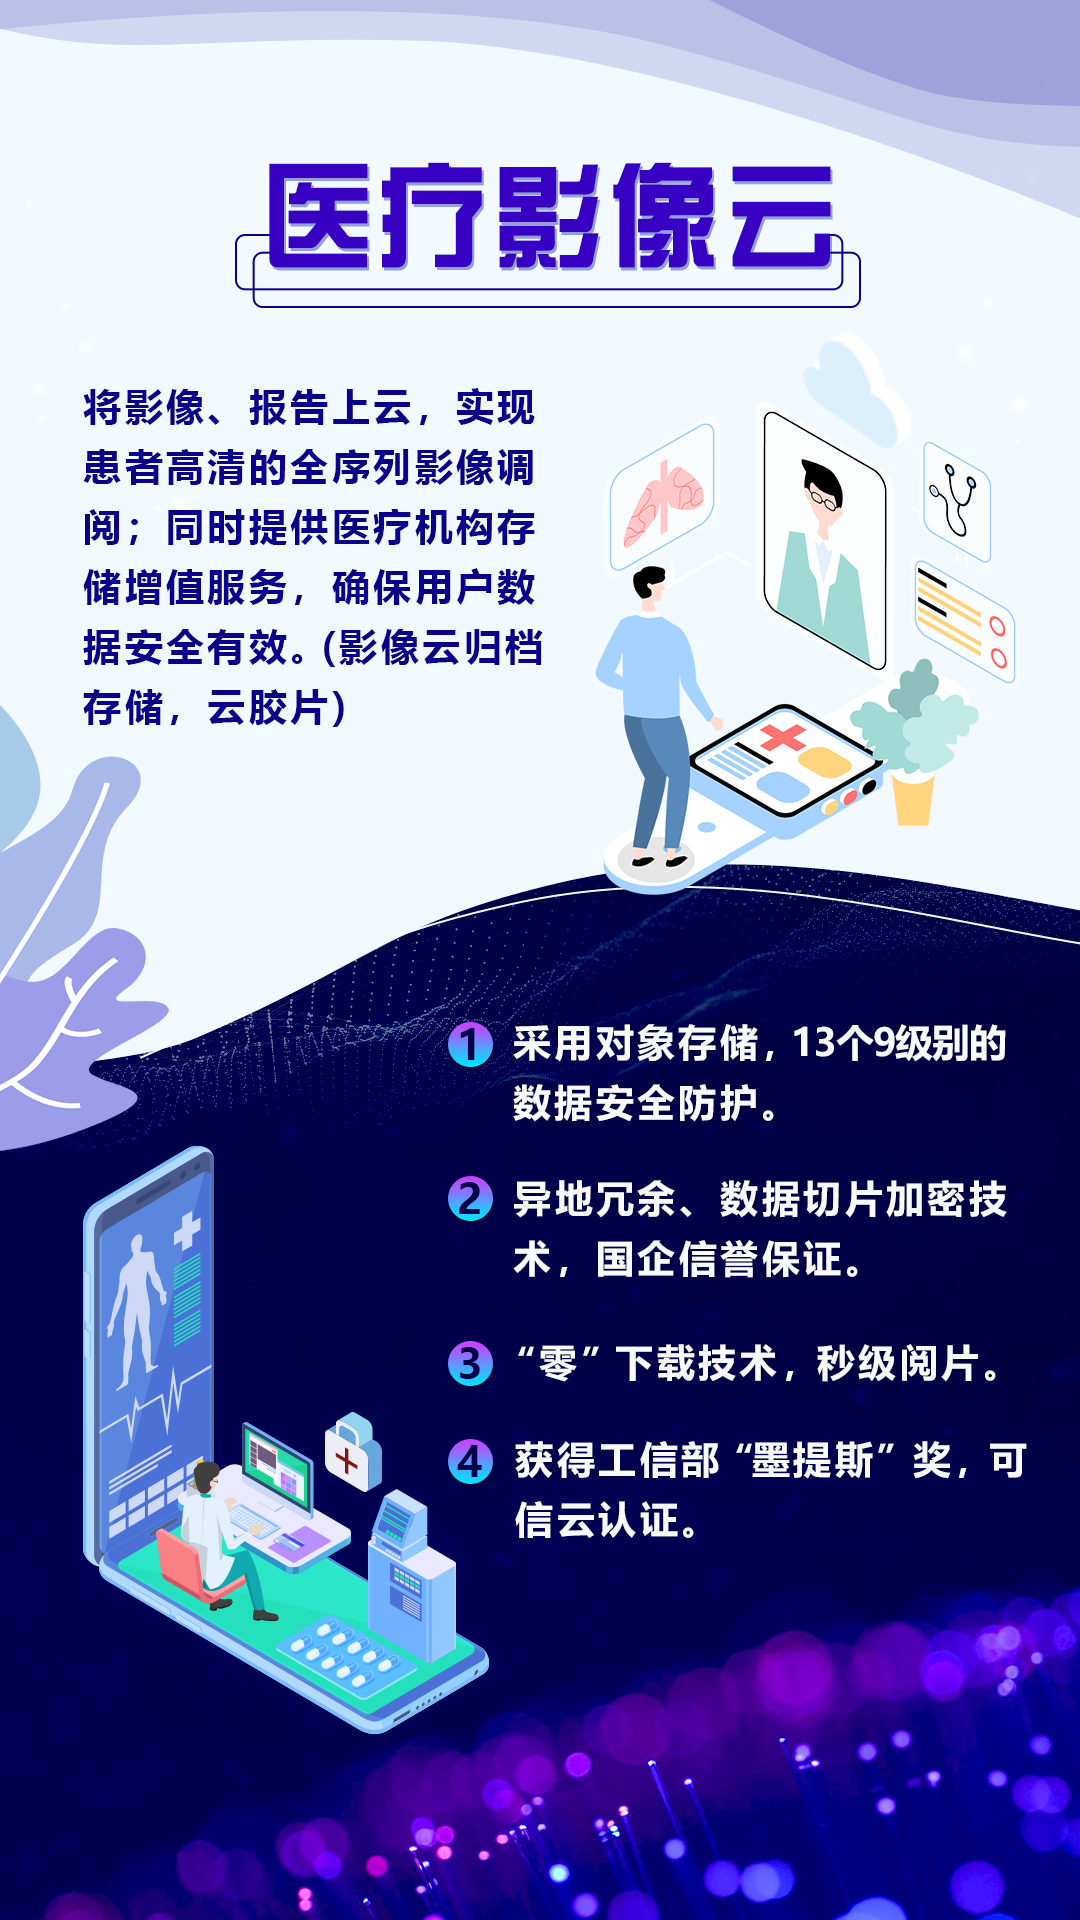 医疗影像云
将影像、报告上云，实现
患者高清的全序列影像调
阅；同时提供医疗机构存
储增值服务，确保用户数
据安全有效。(影像云归档
存储，云胶片)
1 采用对象存储，13个9级别的
数据安全防护。
2 异地冗余、数据切片加密技
术，国企信誉保证。
3 “零”下载技术，秒级阅片。
4 获得工信部“墨提斯”奖，可
信云认证。